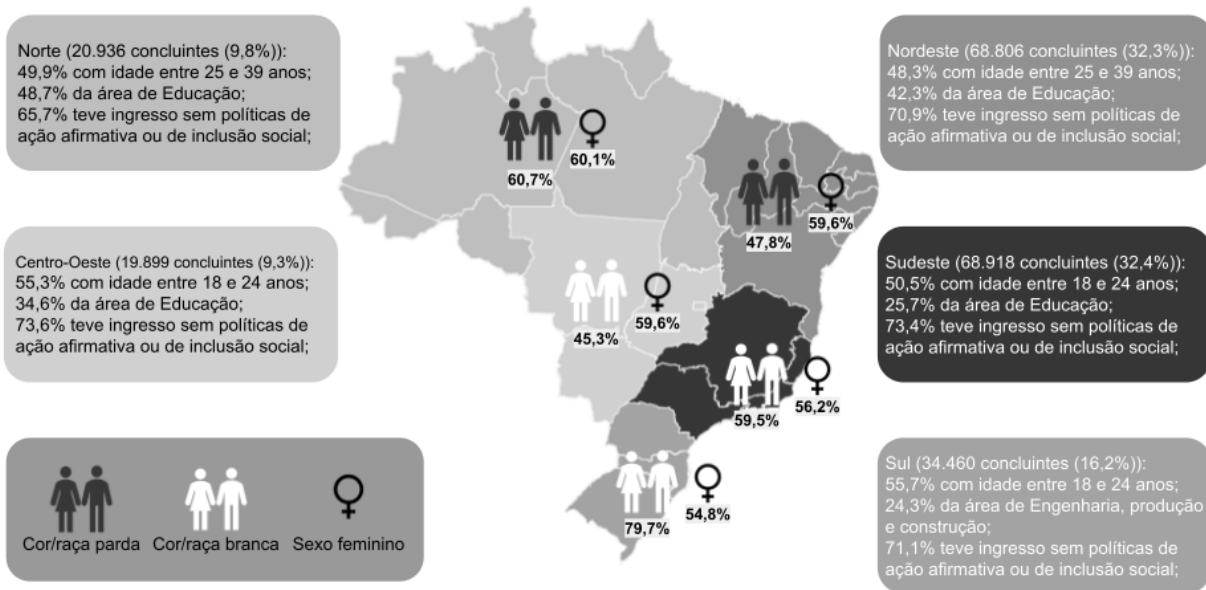 Norte (20.936 concluintes (9,8%)):
49,9% com idade entre 25 e 39 anos;
48,7% da área de Educação;
65,7% teve ingresso sem políticas de
ação afirmativa ou de inclusão social;
Nordeste (68.806 concluintes (32,3%)):
48,3% com idade entre 25 e 39 anos;
42,3% da área de Educação;
70,9% teve ingresso sem políticas de
ação afirmativa ou de inclusão social;
60,7%
60,1%
47,8%
59,6%
Centro-Oeste (19.899 concluintes (9,3%)):
55,3% com idade entre 18 e 24 anos;
34,6% da área de Educação;
73,6% teve ingresso sem políticas de
ação afirmativa ou de inclusão social;
45,3%
59,6%
Sudeste (68.918 concluintes (32,4%)):
50,5% com idade entre 18 e 24 anos;
25,7% da área de Educação;
73,4% teve ingresso sem políticas de
ação afirmativa ou de inclusão social;
59,5%
56,2%
79,7%
54,8%
Sul (34.460 concluintes (16,2%)):
55,7% com idade entre 18 e 24 anos;
24,3% da área de Engenharia, produção
e construção;
71,1% teve ingresso sem políticas de
ação afirmativa ou de inclusão social;
Cor/raça parda
Cor/raça branca
Sexo feminino